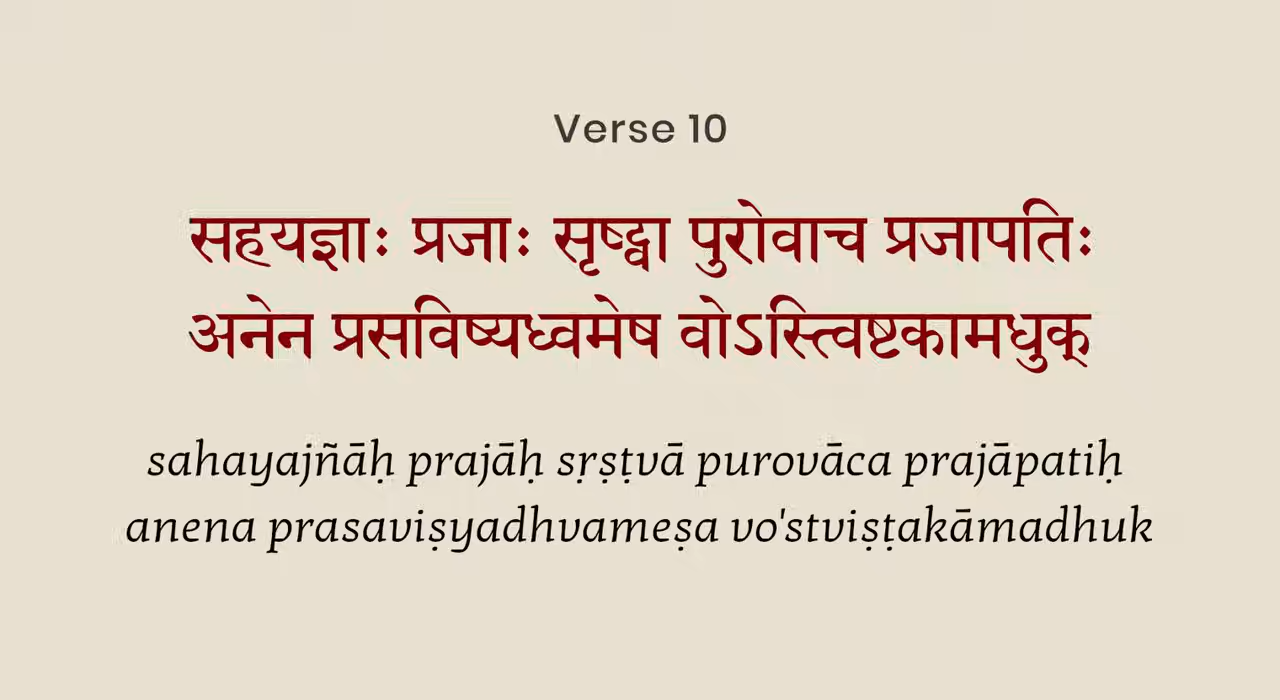 Verse 10
सहयज्ञाः प्रजाः सृष्ट्वा पुरोवाच प्रजापतिः
अनेन प्रसविष्यध्वमेष वोऽस्त्विष्टकामधुक्
sahayajñāḥ prajāḥ sṛṣṭvā purovāca prajāpatiḥ
anena prasaviṣyadhvameṣa vo'stviṣṭakāmadhuk